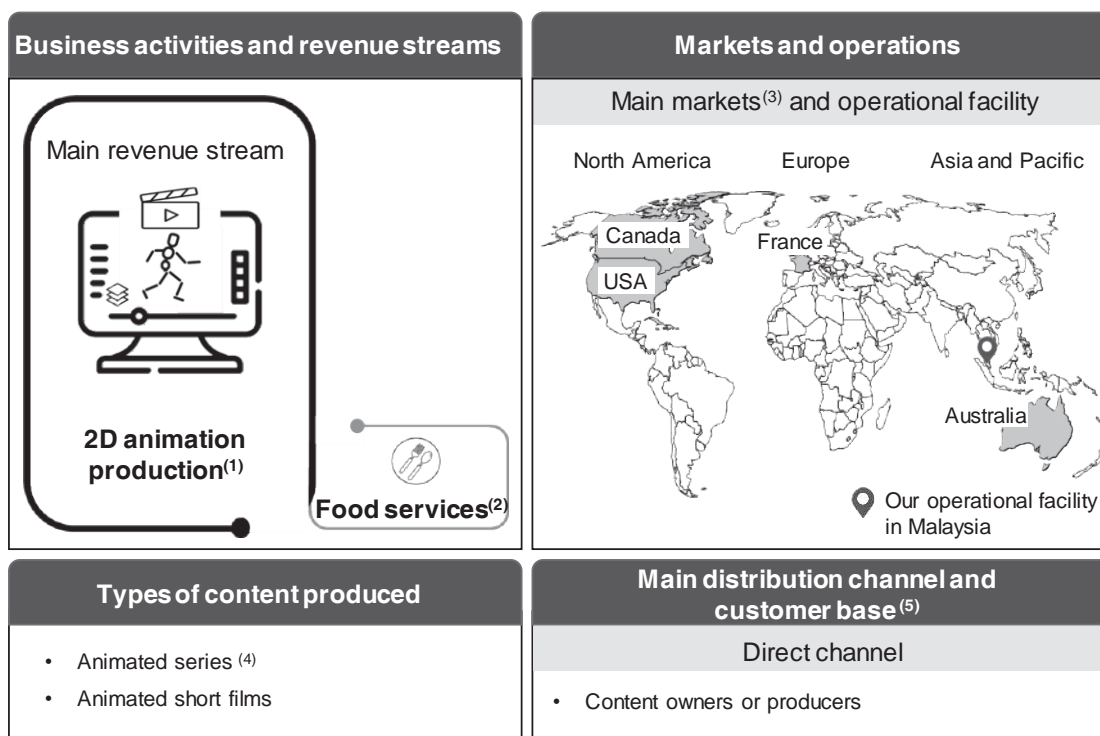 Business activities and revenue streams
Main revenue stream
2D animation
production(1)
Food services(2)
Markets and operations
Main markets(3) and operational facility
North America
Europe
Asia and Pacific
Canada
USA
France
Australia
Our operational facility
in Malaysia
Types of content produced
• Animated series (4)
• Animated short films
Main distribution channel and
customer base (5)
Direct channel
• Content owners or producers